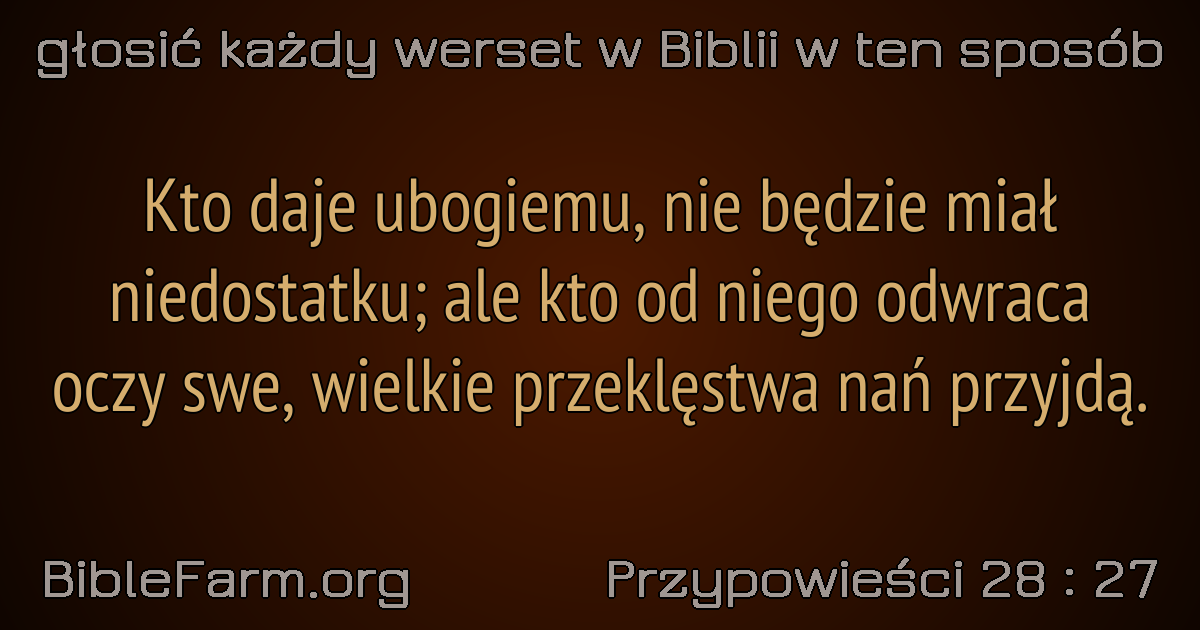 głosić każdy werset w Biblii w ten sposób
Kto daje ubogiemu, nie będzie miał
niedostatku; ale kto od niego odwraca
oczy swe, wielkie przeklęstwa nań przyjdą.
BibleFarm.org
Przypowieści 28 : 27